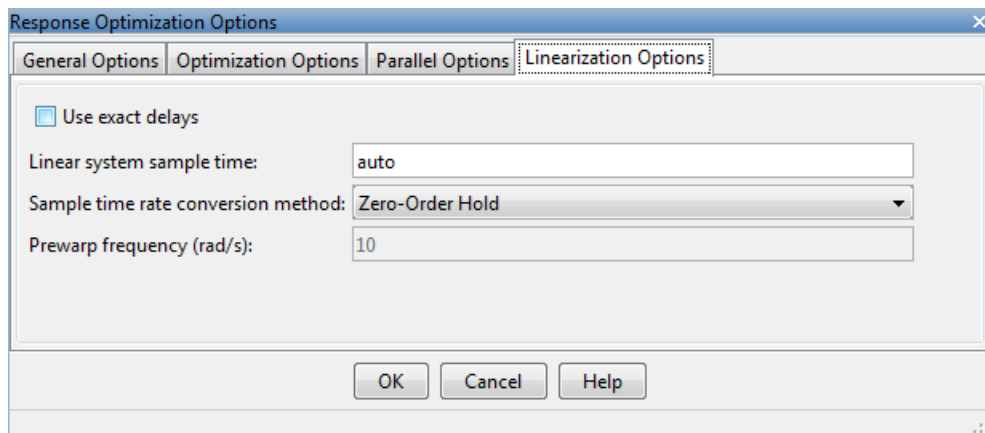 Response Optimization Options
General Options Optimization Options Parallel Options Linearization Options
Use exact delays
Linear system sample time: auto
Sample time rate conversion method: Zero-Order Hold
Prewarp frequency (rad/s): 10
OK Cancel Help